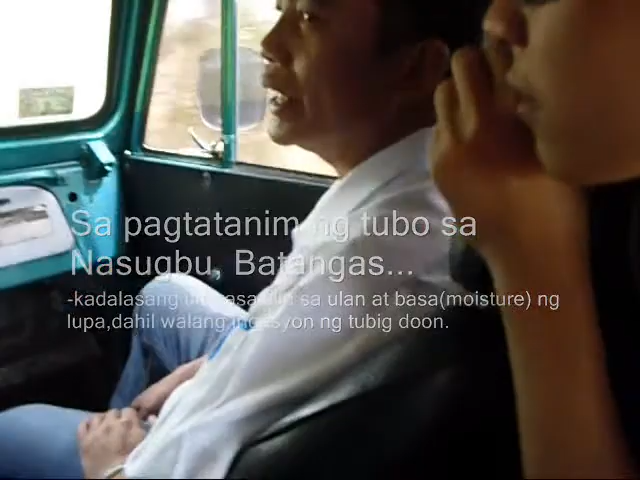 Sa pagtatanim ng tubo sa
Nasugbu, Batangas...
-kadalasang sa ulan at basa(moisture) ng
lupa,dahil walang ng tubig doon.